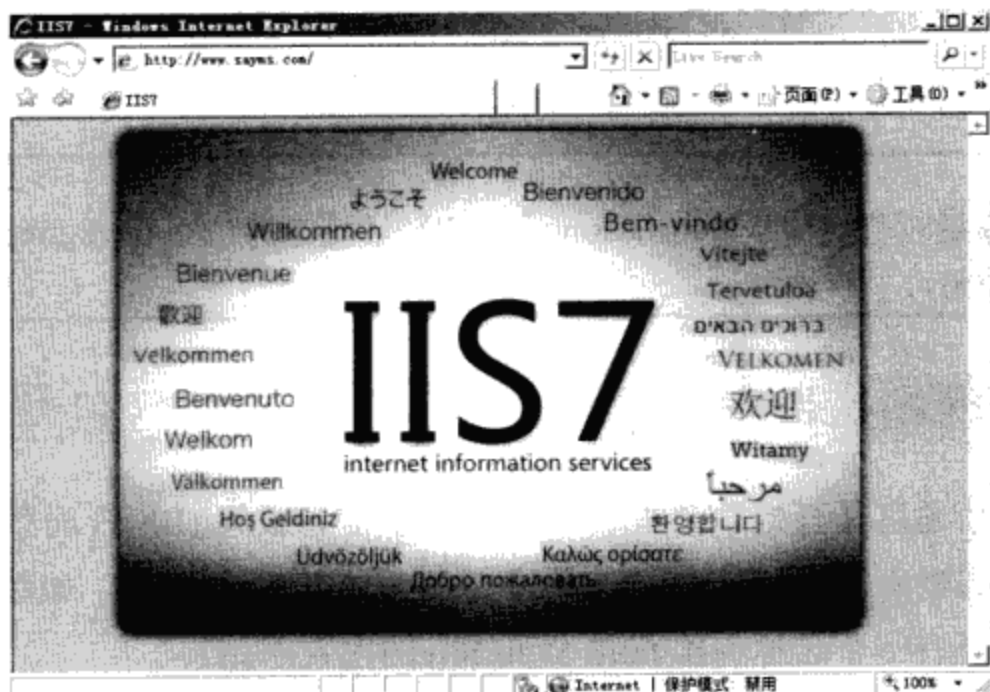 IIS7 - Windows Internet Explorer
http://www.sayms.com/
Live Search
IIS7
页面(P)
工具(O)
Welcome
ようこそ
Bienvenido
Willkommen
Bem-vindo
Bienvenue
Vítejte
Tervetuloa
歡迎
ברוכים הבאים
Velkommen
VELKOMEN
Benvenuto
欢迎
Welkom
Witamy
IIS7
internet information services
Välkommen
مرحباً
Hoş Geldiniz
환영합니다
Üdvözöljük
Καλώς ορίσατε
Добро пожаловать
Internet | 保护模式: 禁用
100%